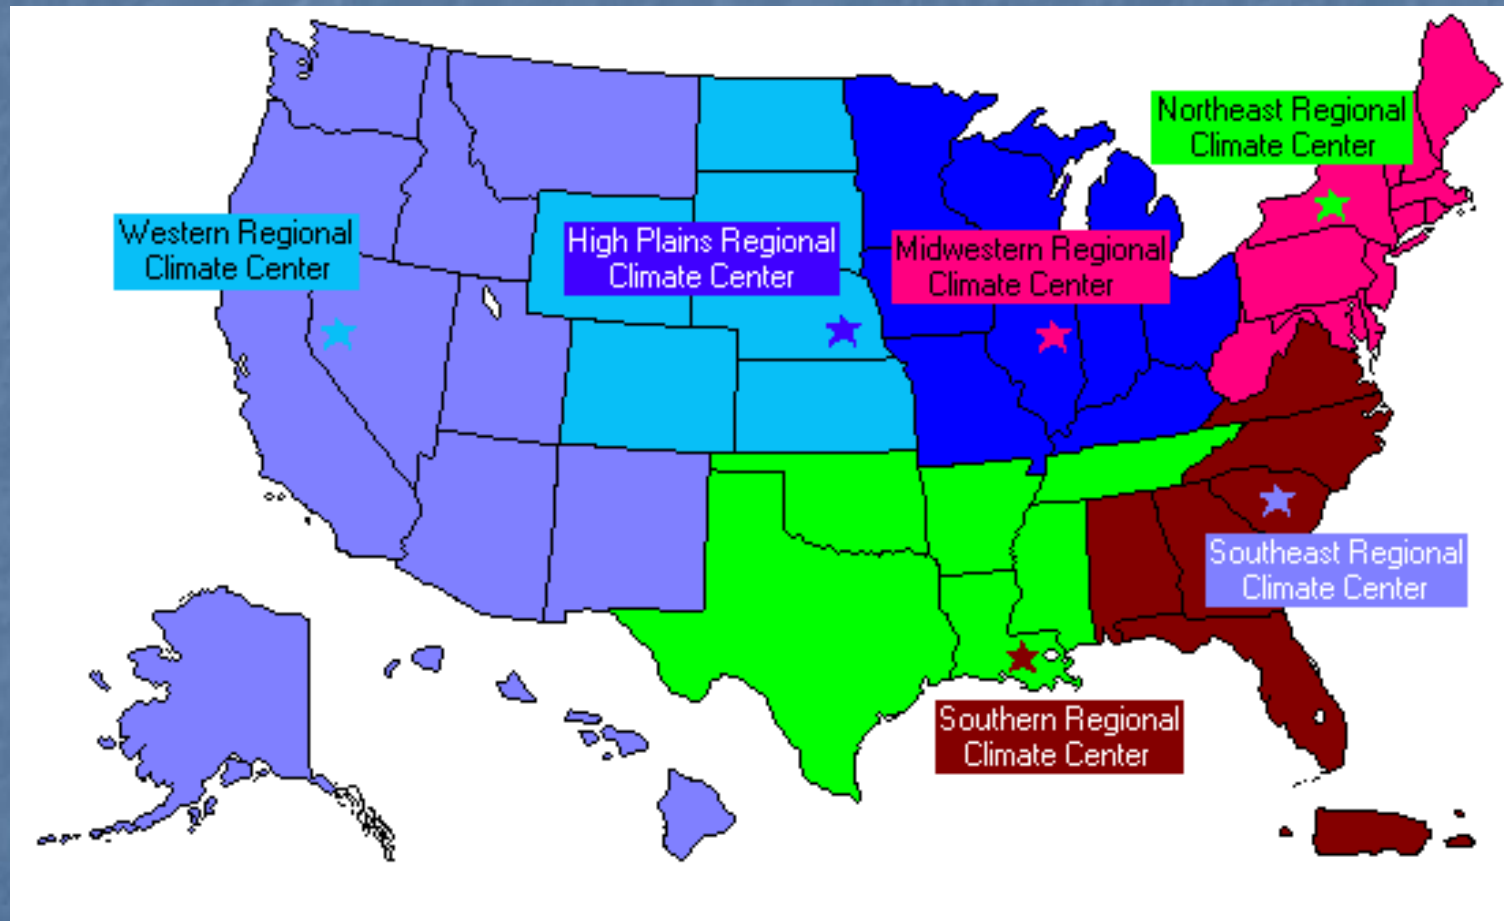 Northeast Regional
Climate Center
Western Regional
Climate Center
High Plains Regional
Climate Center
Midwestern Regional
Climate Center
Southeast Regional
Climate Center
Southern Regional
Climate Center